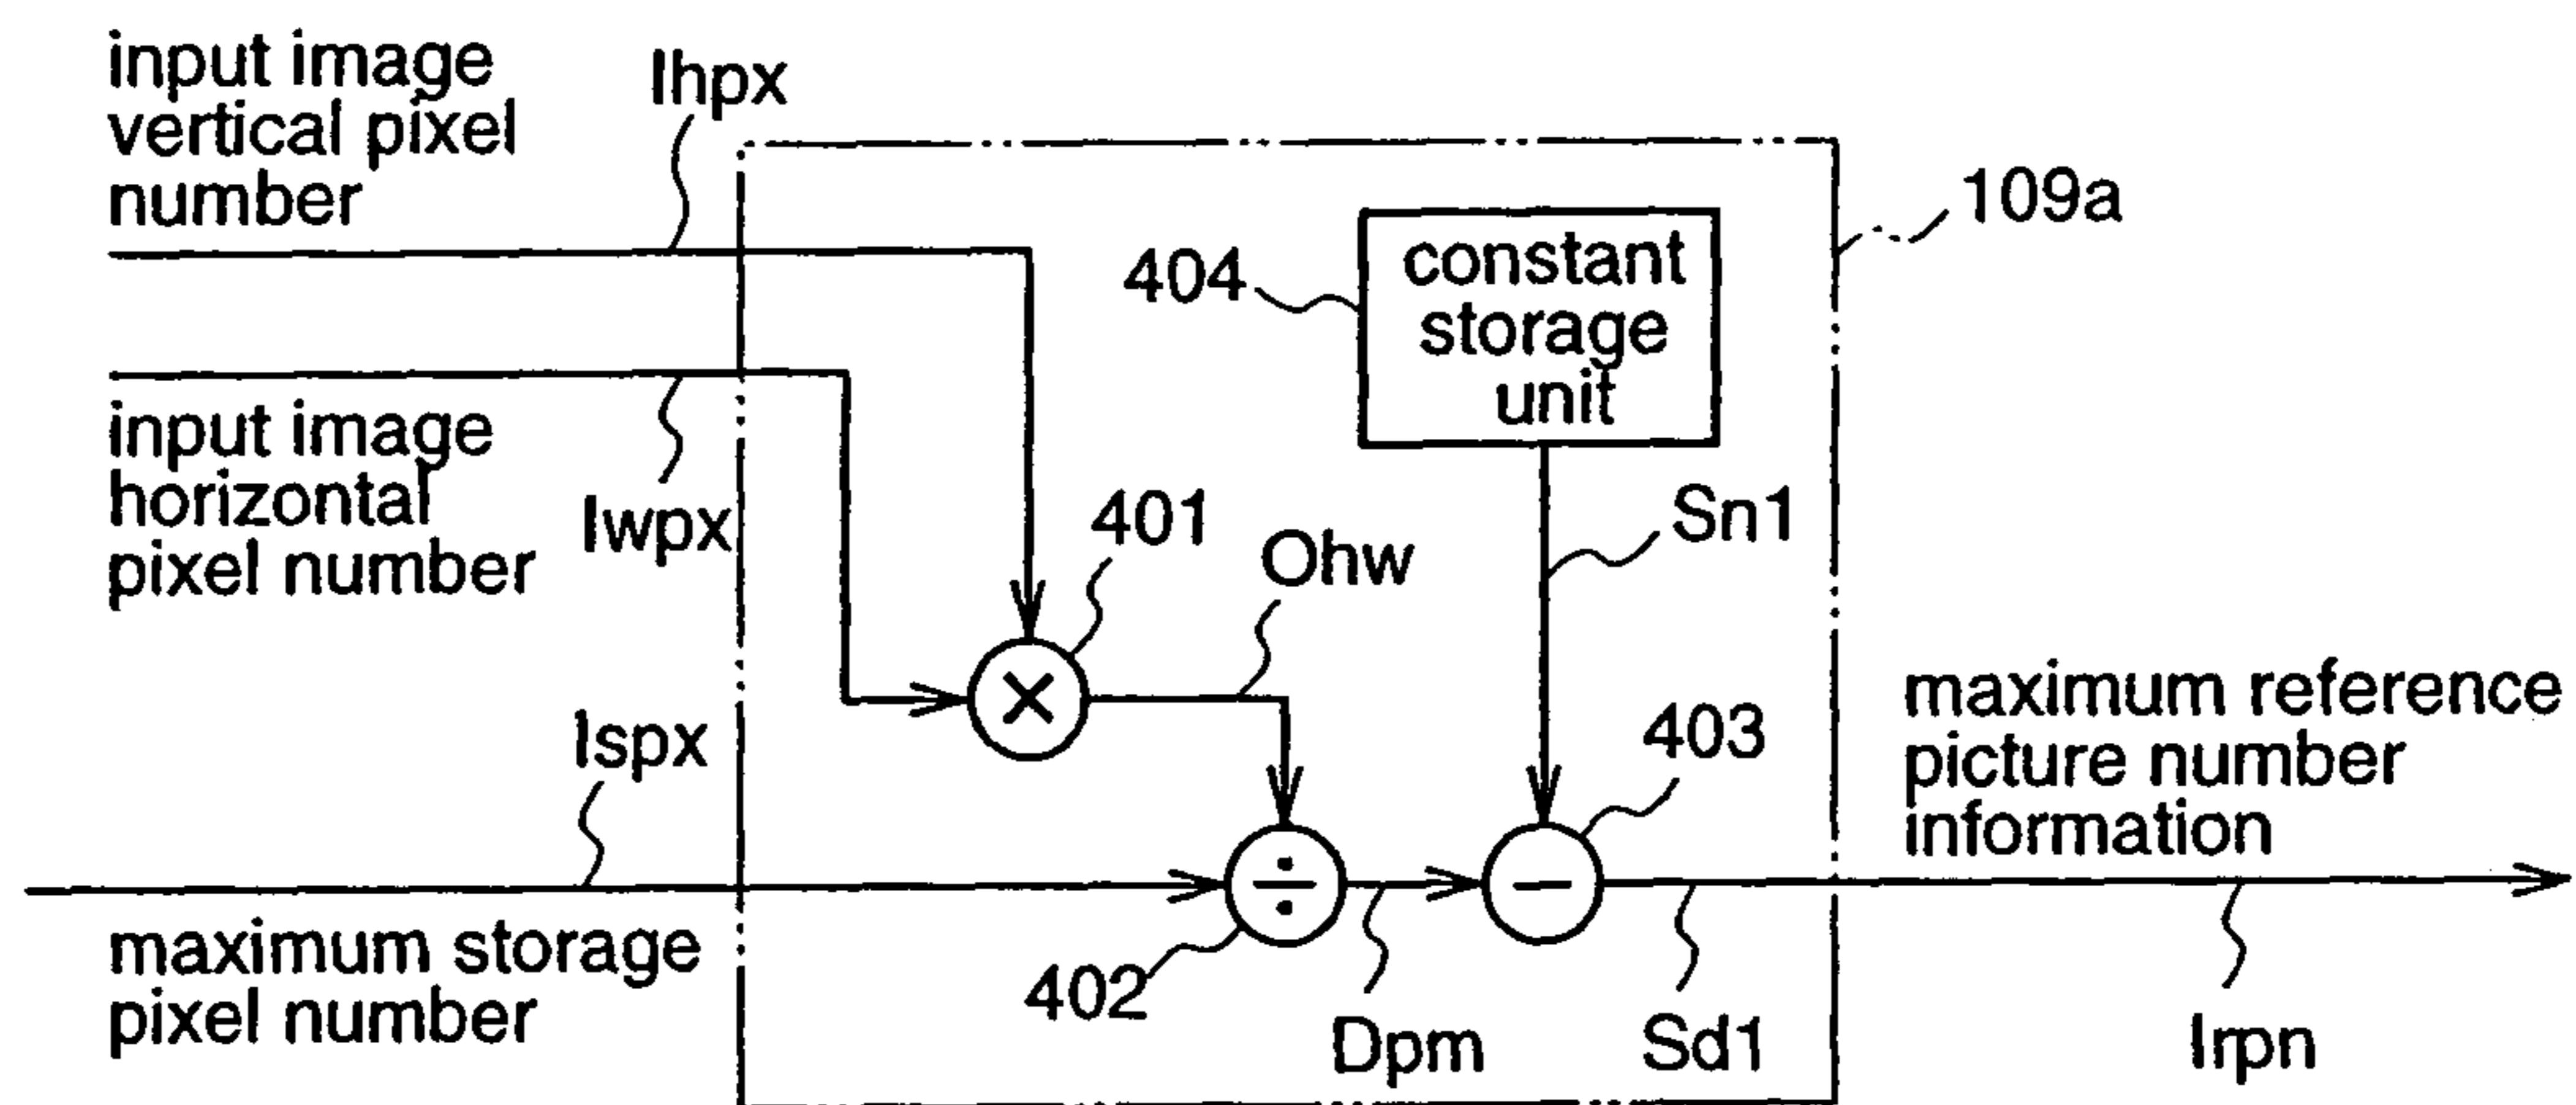 input image
vertical pixel
number
Ihpx
109a
404
constant
storage
unit
input image
horizontal
pixel number
Iwpx
401
Ohw
Sn1
Ispx
403
maximum reference
picture number
information
maximum storage
pixel number
402
Dpm
Sd1
Irpn